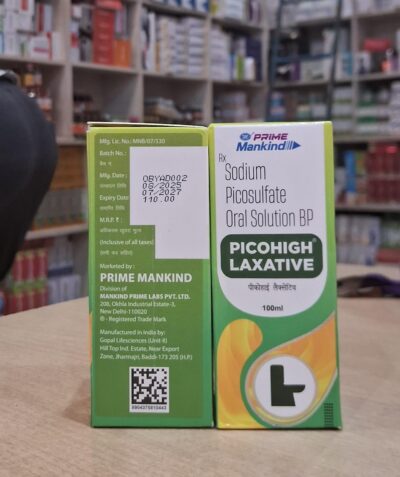 Mfg. Lic. No.: MNB/07/530
Batch No. :
बैच नं.
Mfg. Date :
Expiry Date
M.R.P. ₹ :
(Inclusive of all taxes)
OBYAD002
08/2025
07/2027
110.00
Marketed by :
PRIME MANKIND
Division of
MANKIND PRIME LABS PVT. LTD.
208, Okhla Industrial Estate-3,
New Delhi-110020
® - Registered Trade Mark
Manufactured in India by:
Gopal Lifesciences (Unit-II)
Hill Top Ind. Estate, Near Export
Zone, Jharmajri, Baddi-173 205 (H.P.)
PRIME
Mankind
Rx
Sodium
Picosulfate
Oral Solution BP
PICOHIGH®
LAXATIVE
पीकोहाई लैक्सेटिव
100ml